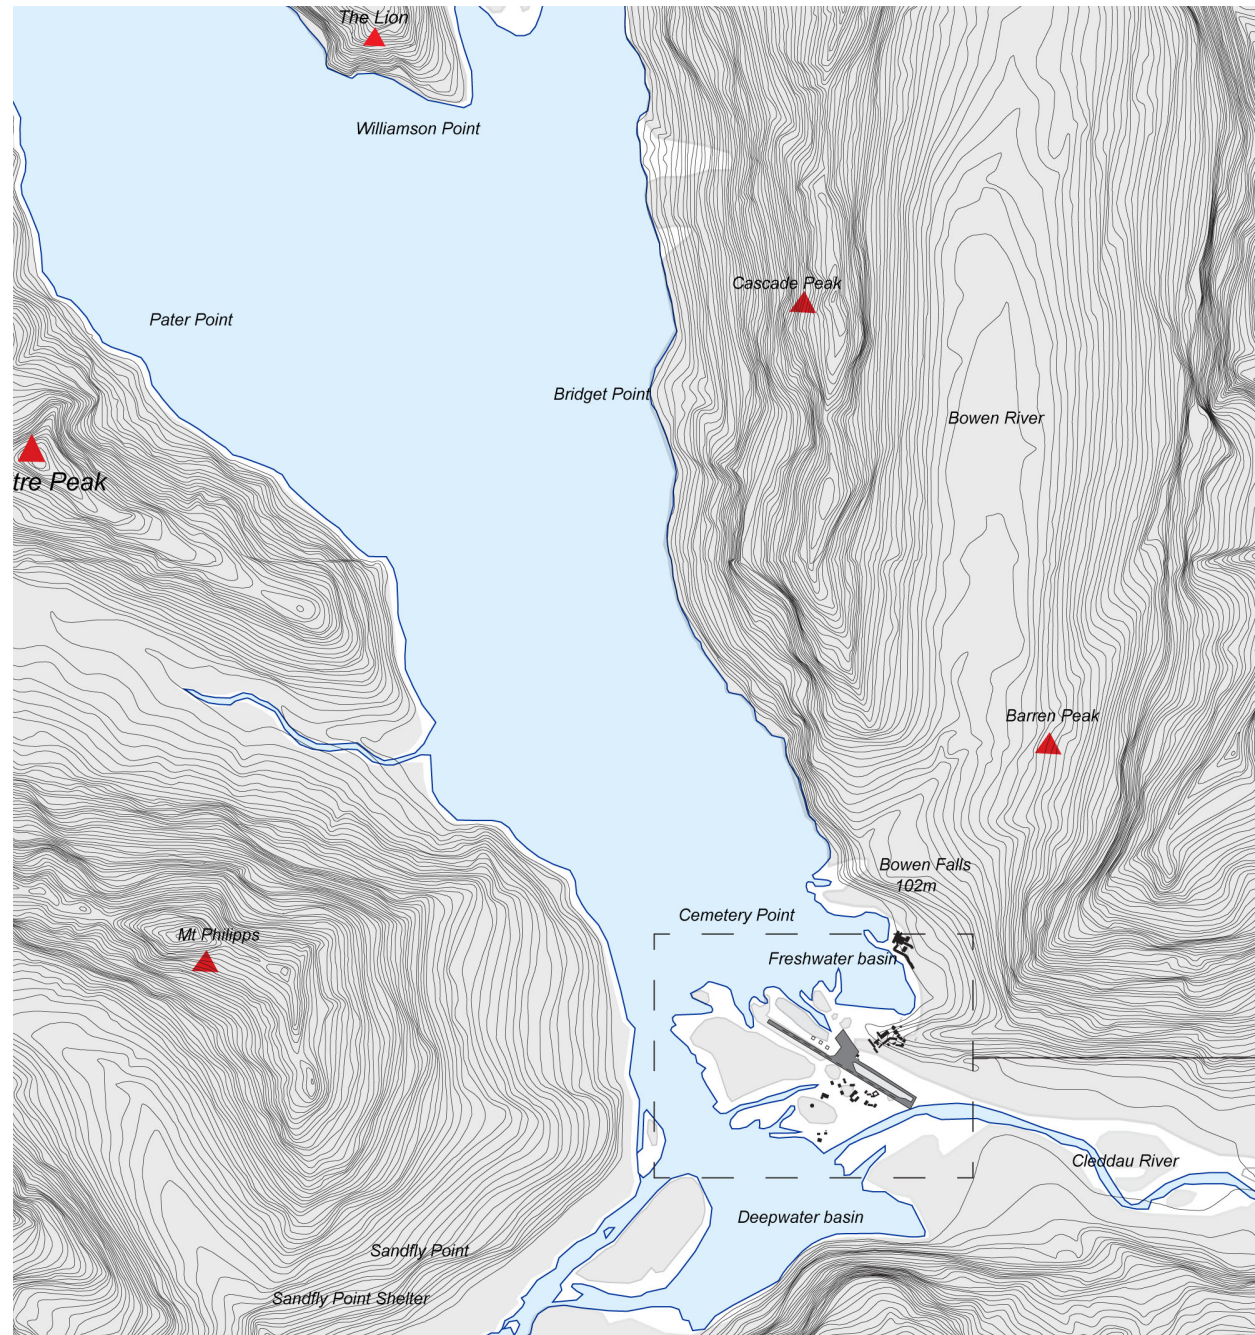 The Lion
Williamson Point
Cascade Peak
Pater Point
Bridget Point
Bowen River
tre Peak
Barren Peak
Bowen Falls
102m
Cemetery Point
Mt Philipps
Freshwater basin
Cleddau River
Deepwater basin
Sandfly Point
Sandfly Point Shelter